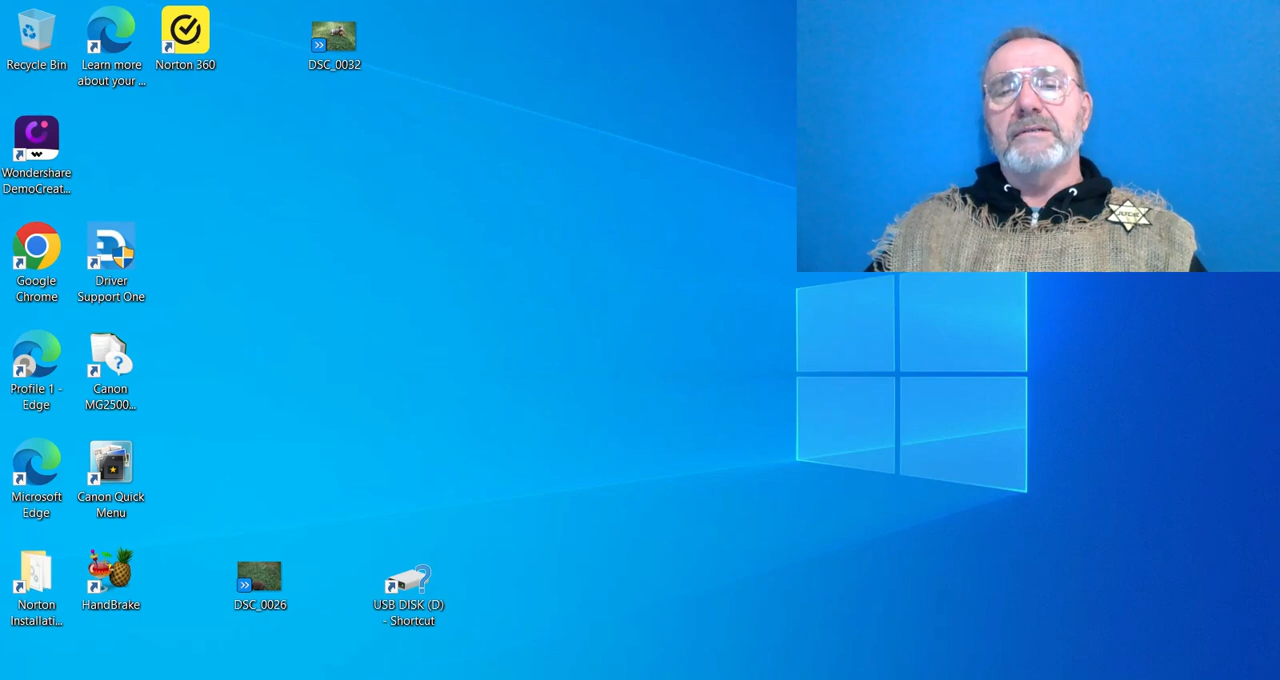 Recycle Bin
Learn more
about your ...
Norton 360
DSC_0032
Wondershare
DemoCreat...
Google
Chrome
Driver
Support One
Profile 1 -
Edge
Canon
MG2500...
Microsoft
Edge
Canon Quick
Menu
Norton
Installati...
HandBrake
DSC_0026
USB DISK (D)
- Shortcut